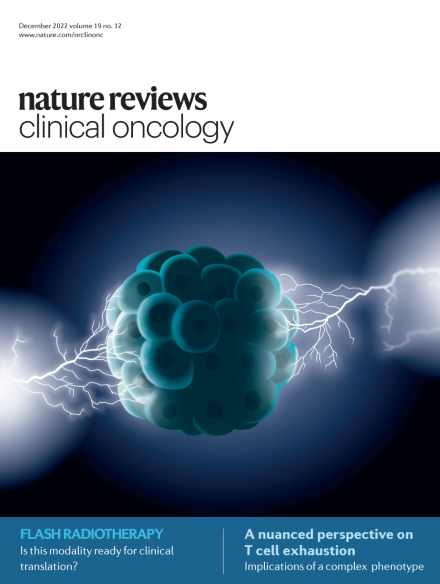 December 2022 volume 19 no. 12
www.nature.com/nrclinonc
nature reviews
clinical oncology
FLASH RADIOTHERAPY
Is this modality ready for clinical
translation?
A nuanced perspective on
T cell exhaustion
Implications of a complex phenotype